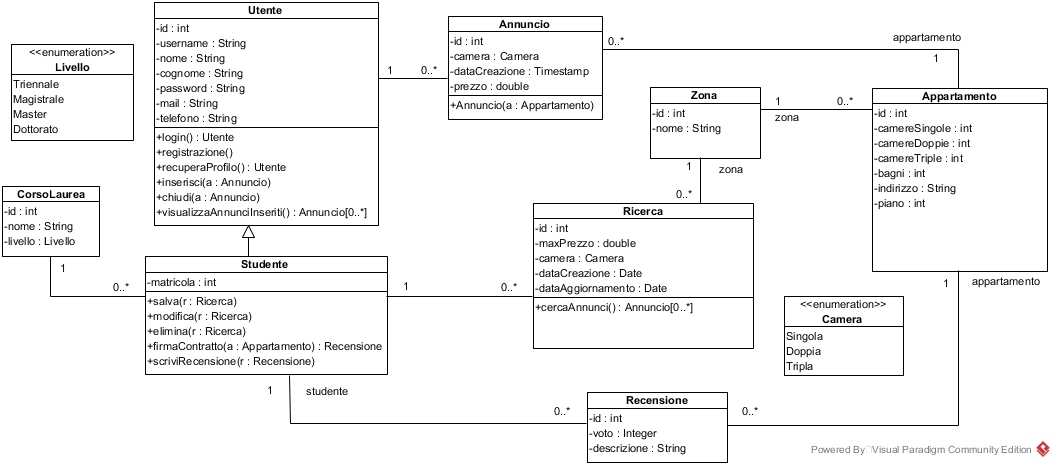 <<enumeration>>
Livello
Triennale
Magistrale
Master
Dottorato
Utente
-id : int
-username : String
-nome : String
-cognome : String
-password : String
-mail : String
-telefono : String
+login() : Utente
+registrazione()
+recuperaProfilo() : Utente
+inserisci(a : Annuncio)
+chiudi(a : Annuncio)
+visualizzaAnnunciInseriti() : Annuncio[0..*]
1
0..*
Annuncio
-id : int
-camera : Camera
-dataCreazione : Timestamp
-prezzo : double
+Annuncio(a : Appartamento)
0..*
appartamento
1
Zona
-id : int
-nome : String
1
zona
0..*
Appartamento
-id : int
-camereSingole : int
-camereDoppie : int
-camereTriple : int
-bagni : int
-indirizzo : String
-piano : int
1
zona
0..*
CorsoLaurea
-id : int
-nome : String
-livello : Livello
1
0..*
Studente
-matricola : int
+salva(r : Ricerca)
+modifica(r : Ricerca)
+elimina(r : Ricerca)
+firmaContratto(a : Appartamento) : Recensione
+scriviRecensione(r : Recensione)
1
0..*
Ricerca
-id : int
-maxPrezzo : double
-camera : Camera
-dataCreazione : Date
-dataAggiornamento : Date
+cercaAnnunci() : Annuncio[0..*]
1
appartamento
<<enumeration>>
Camera
Singola
Doppia
Tripla
1
studente
0..*
Recensione
-id : int
-voto : Integer
-descrizione : String
0..*
Powered By Visual Paradigm Community Edition